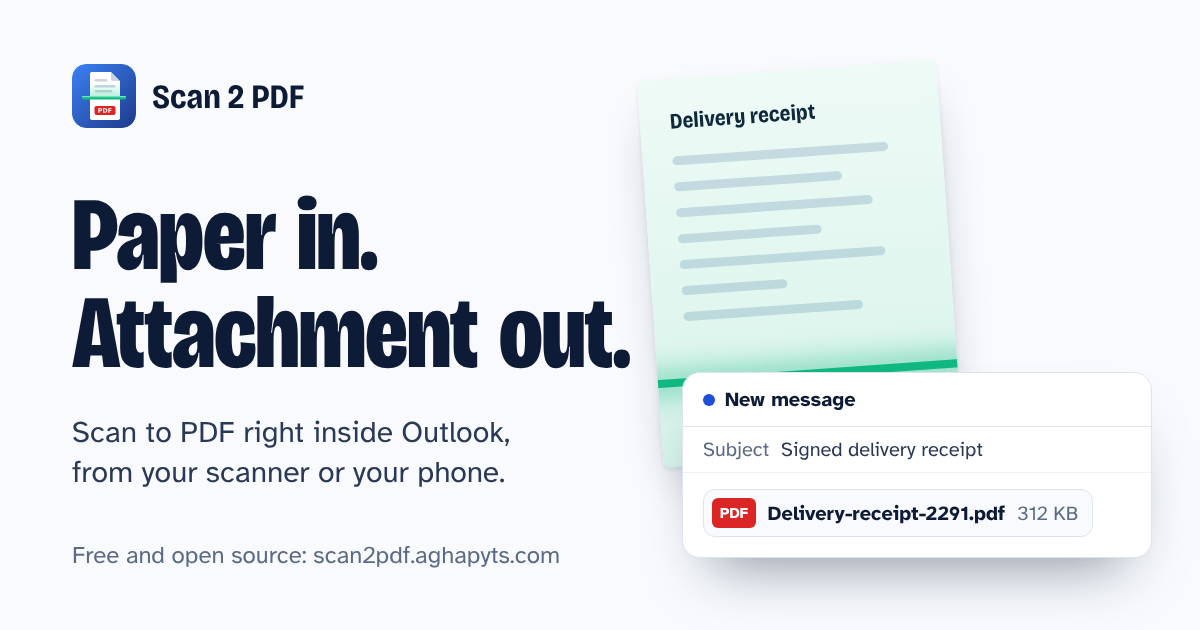 PDF
Scan 2 PDF
Paper in.
Attachment out.
Scan to PDF right inside Outlook,
from your scanner or your phone.
Free and open source: scan2pdf.aghapyts.com
Delivery receipt
New message
Subject Signed delivery receipt
PDF Delivery-receipt-2291.pdf 312 KB